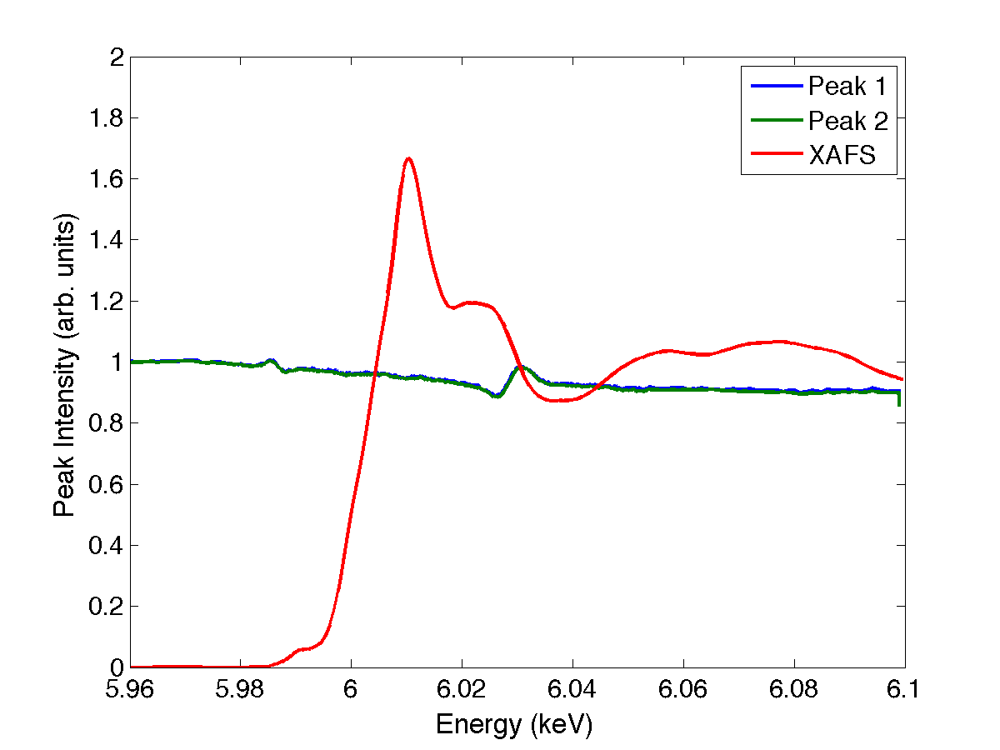 Peak 1
Peak 2
XAFS
2
1.8
1.6
1.4
1.2
1
0.8
0.6
0.4
0.2
0
Peak Intensity (arb. units)
5.96 5.98 6 6.02 6.04 6.06 6.08 6.1
Energy (keV)